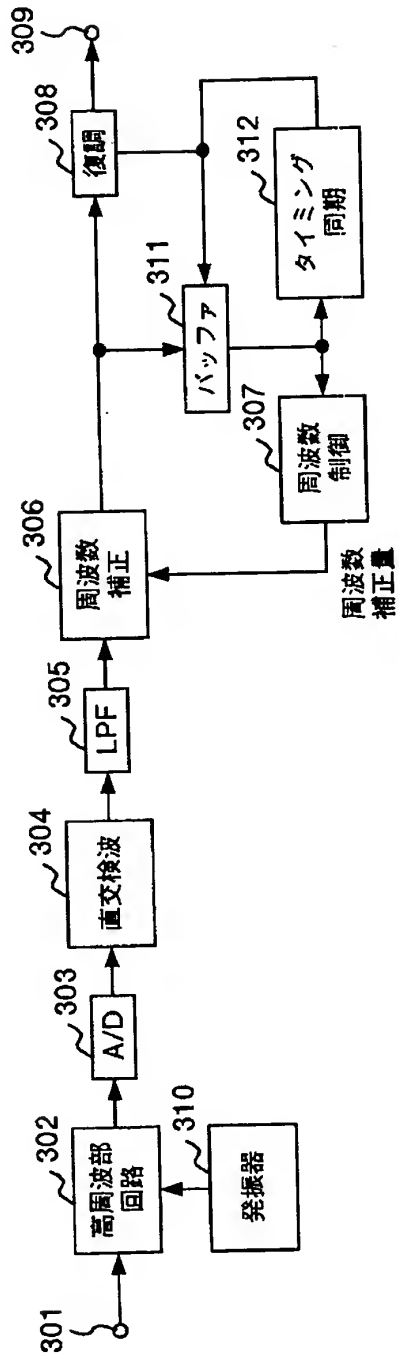 301
302
高周波部
回路
310
発振器
303
A/D
304
直交検波
305
LPF
306
周波数
補正
周波数
補正量
307
周波数
制御
311
バッファ
312
タイミング
同期
308
復調
309